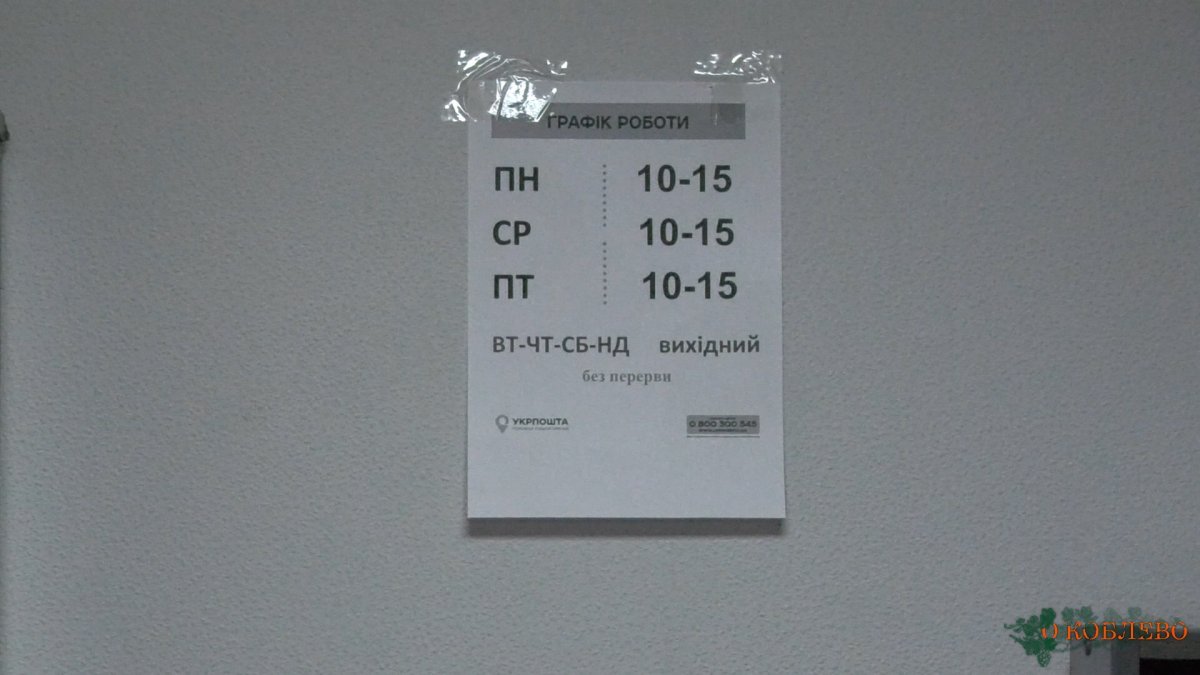 ГРАФІК РОБОТИ
ПН 10-15
СР 10-15
ПТ 10-15
ВТ-ЧТ-СБ-НД вихідний
без перерви
УКРПОШТА
0 800 300 545
О КОБЛЕВО